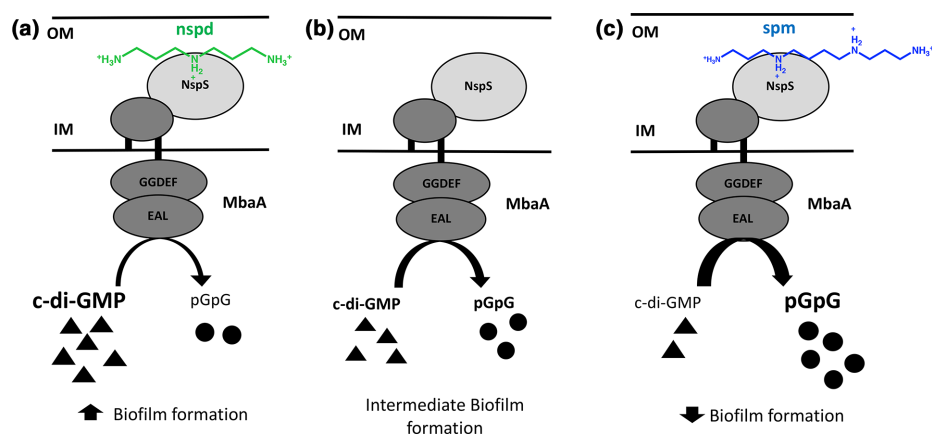 (a)
OM
nspd
⁺H₃N
N
H₂
+
NH₃⁺
NspS
IM
GGDEF
EAL
MbaA
c-di-GMP
pGpG
Biofilm formation
(b)
OM
NspS
IM
GGDEF
EAL
MbaA
c-di-GMP
pGpG
Intermediate Biofilm
formation
(c)
OM
spm
⁺H₃N
N
H₂
+
+
H₂
N
NH₃⁺
NspS
IM
GGDEF
EAL
MbaA
c-di-GMP
pGpG
Biofilm formation